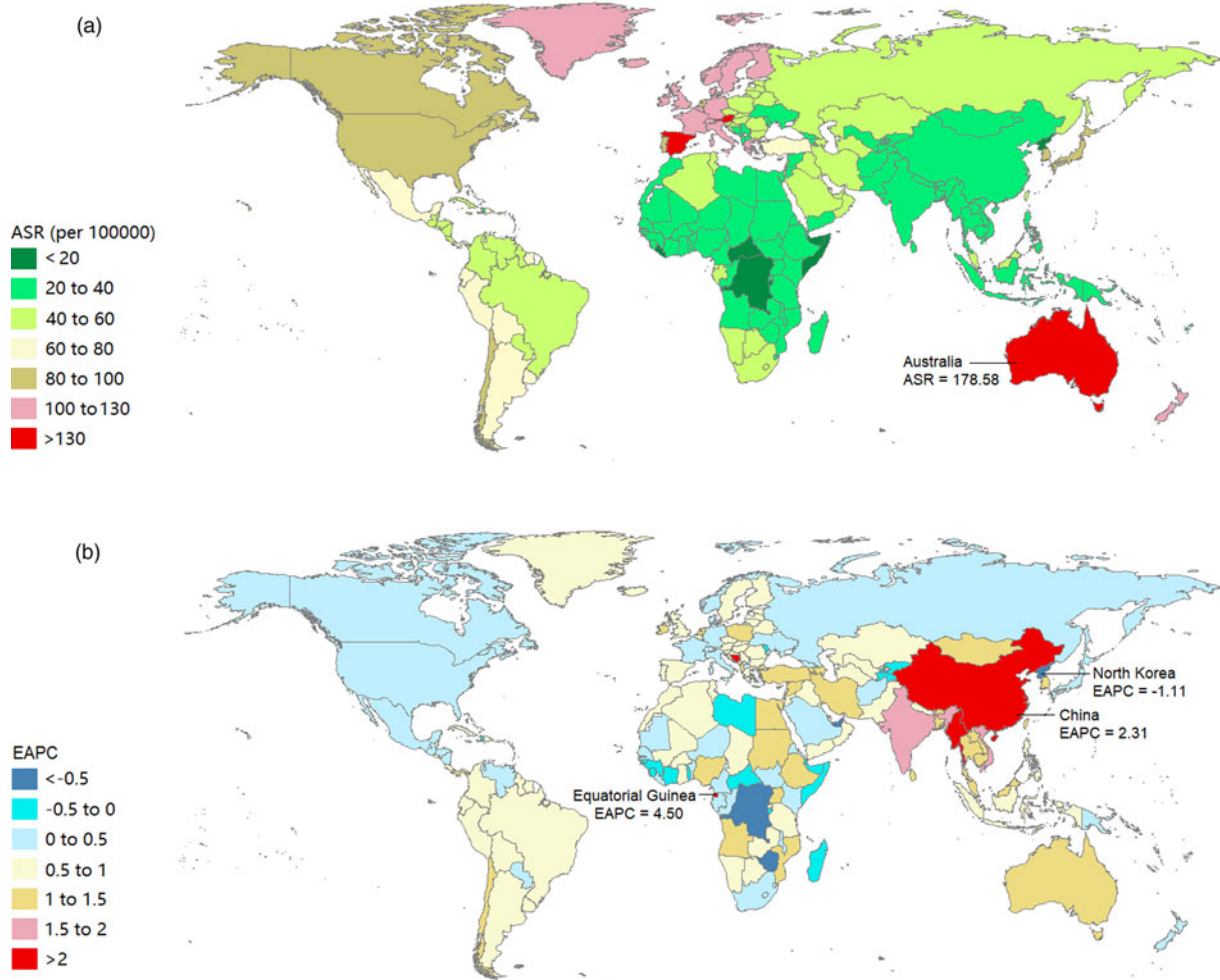 (a)
ASR (per 100000)
< 20
20 to 40
40 to 60
60 to 80
80 to 100
100 to130
>130
Australia
ASR = 178.58
(b)
North Korea
EAPC = -1.11
China
EAPC = 2.31
Equatorial Guinea
EAPC = 4.50
EAPC
<-0.5
-0.5 to 0
0 to 0.5
0.5 to 1
1 to 1.5
1.5 to 2
>2